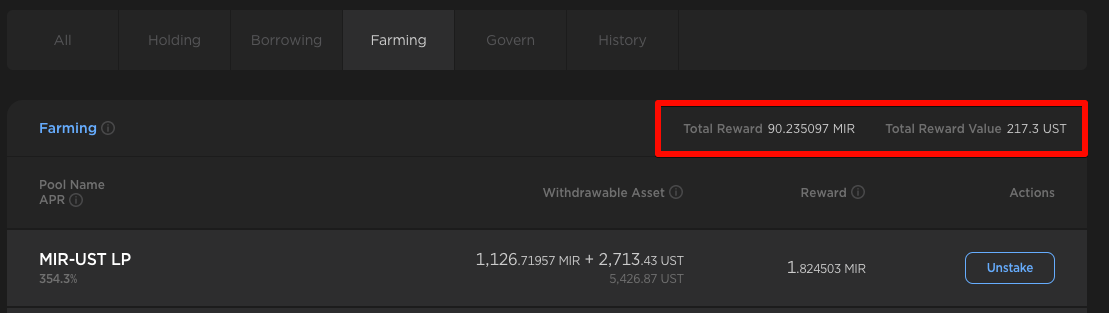 All Holding Borrowing Farming Govern History
Farming Total Reward 90.235097 MIR Total Reward Value 217.3 UST
Pool Name
APR Withdrawable Asset Reward Actions
MIR-UST LP 1,126.71957 MIR + 2,713.43 UST 1.824503 MIR Unstake
354.3% 5,426.87 UST